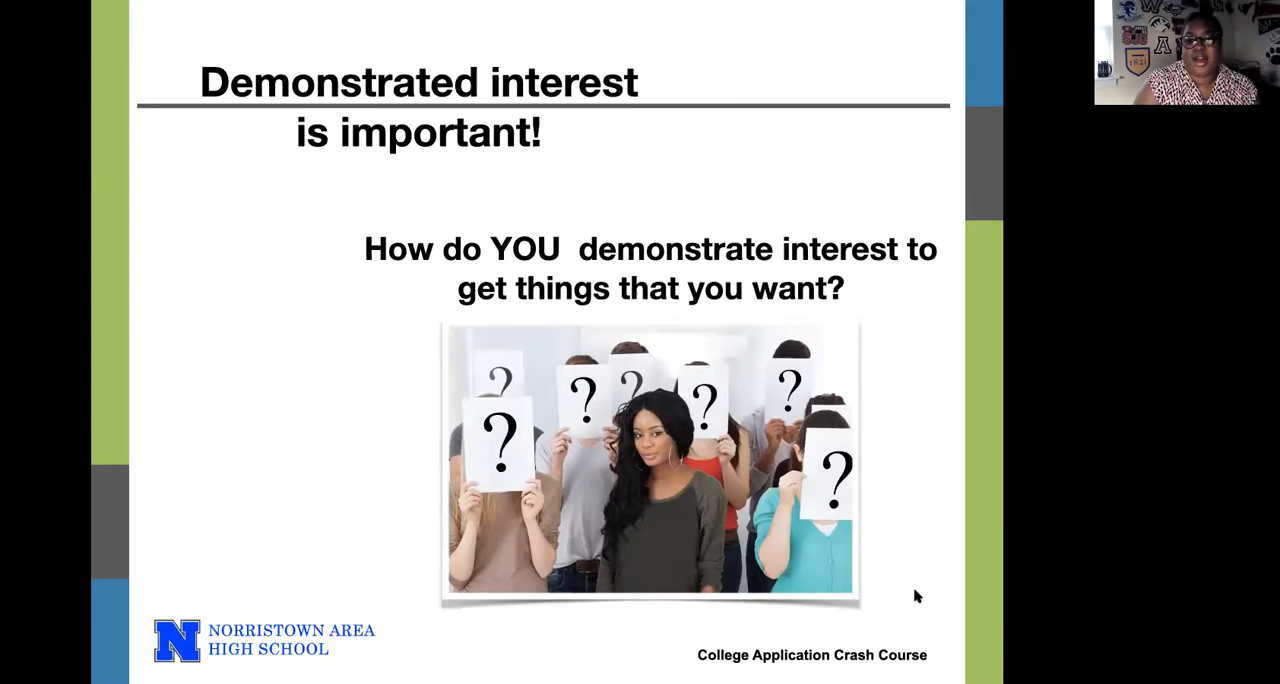 Demonstrated interest
is important!
How do YOU demonstrate interest to
get things that you want?
?
?
?
?
?
?
?
N
NORRISTOWN AREA
HIGH SCHOOL
College Application Crash Course
W
A
1821